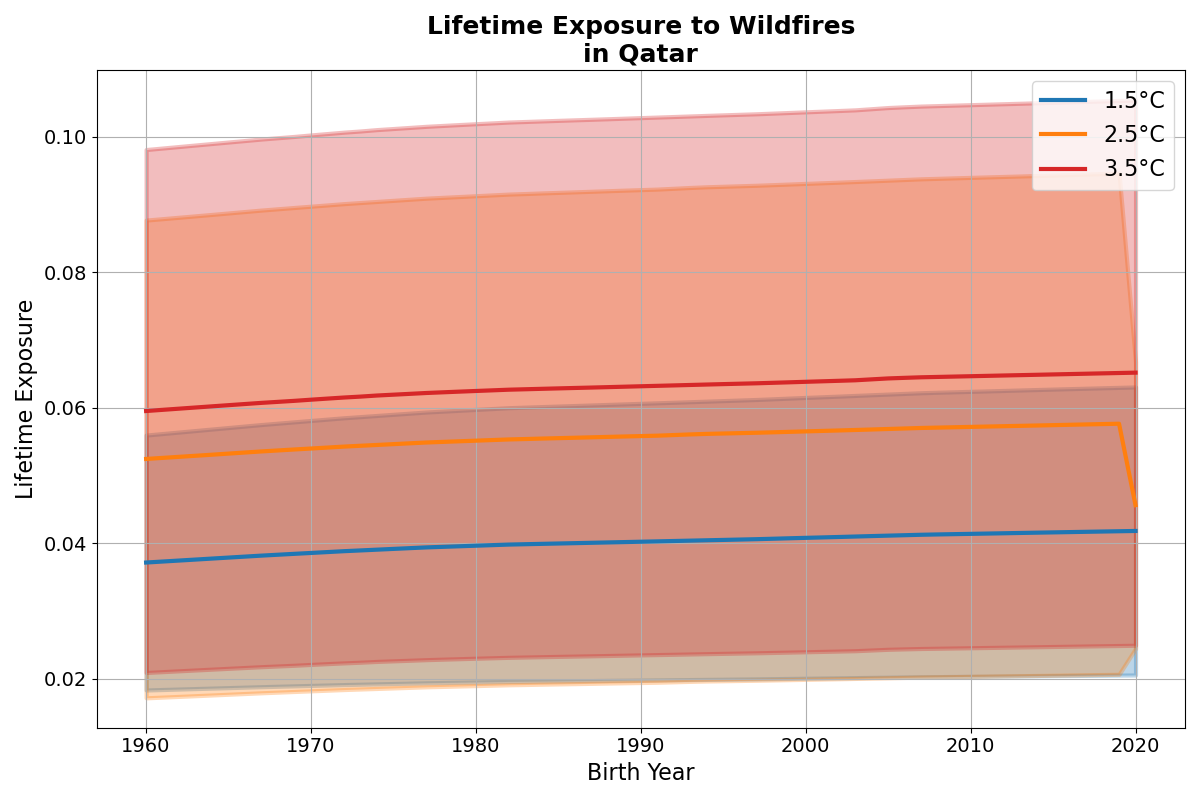 Lifetime Exposure to Wildfires
in Qatar
1.5°C
2.5°C
3.5°C
Lifetime Exposure
0.10
0.08
0.06
0.04
0.02
1960 1970 1980 1990 2000 2010 2020
Birth Year